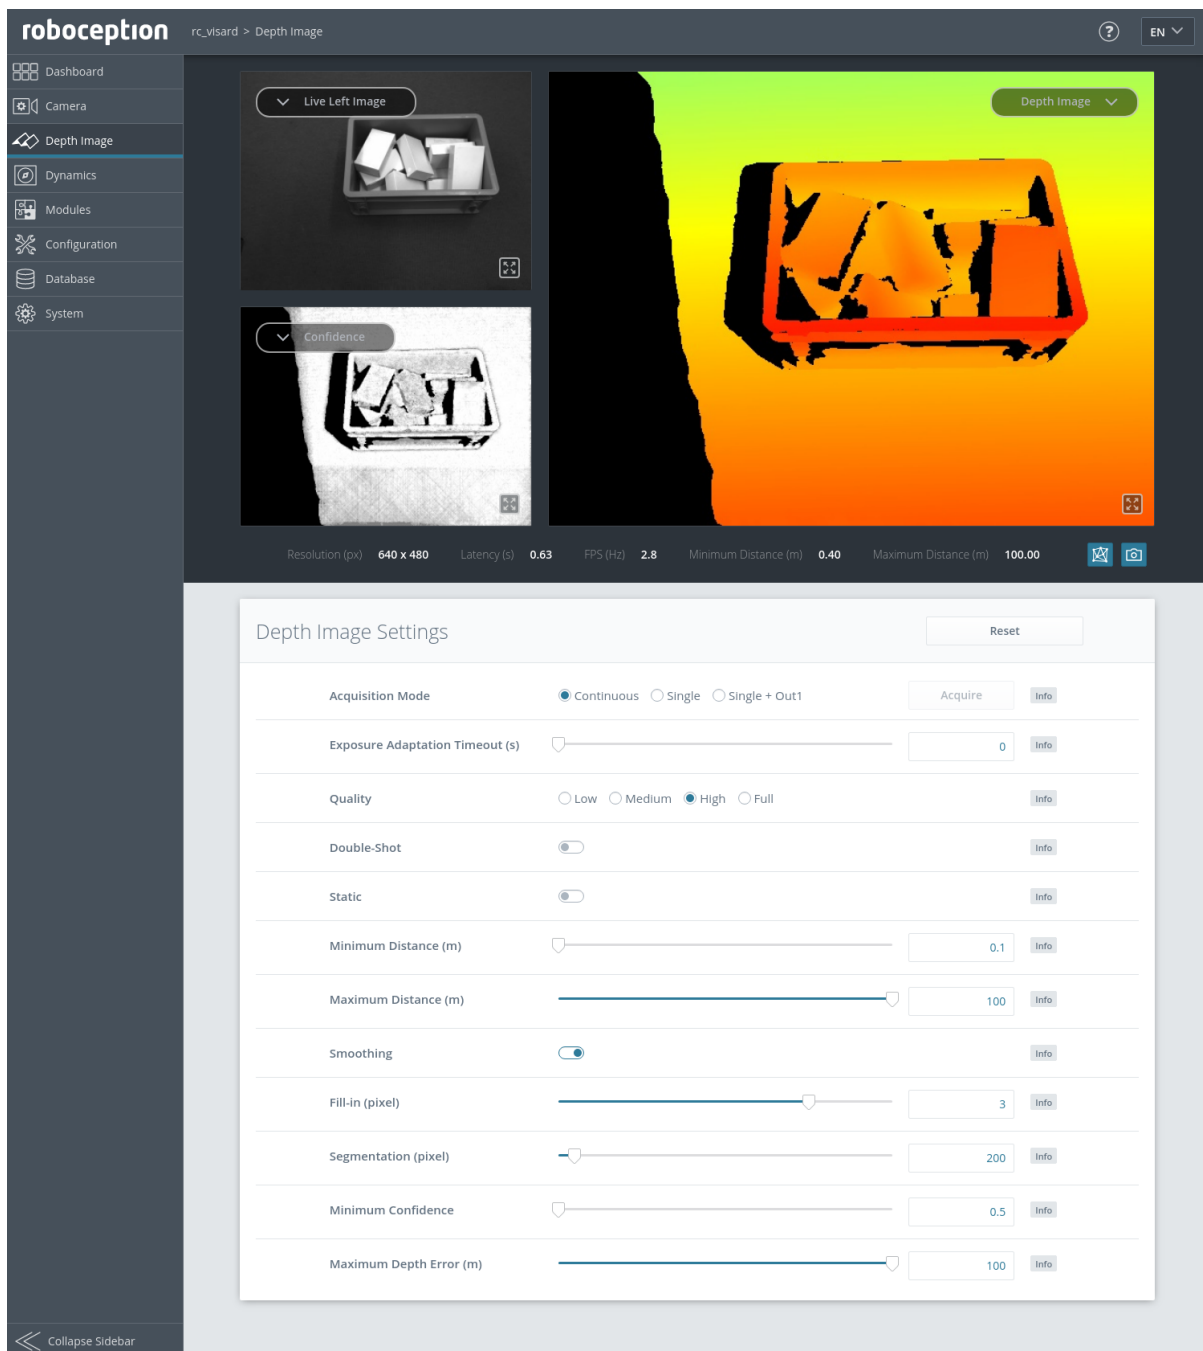 roboception
rc_visard > Depth Image
?
EN
Dashboard
Camera
Depth Image
Dynamics
Modules
Configuration
Database
System
Live Left Image
Depth Image
Confidence
Resolution (px) 640 x 480 Latency (s) 0.63 FPS (Hz) 2.8 Minimum Distance (m) 0.40 Maximum Distance (m) 100.00
Depth Image Settings Reset
Acquisition Mode Continuous Single Single + Out1 Acquire Info
Exposure Adaptation Timeout (s) 0 Info
Quality Low Medium High Full Info
Double-Shot Info
Static Info
Minimum Distance (m) 0.1 Info
Maximum Distance (m) 100 Info
Smoothing Info
Fill-in (pixel) 3 Info
Segmentation (pixel) 200 Info
Minimum Confidence 0.5 Info
Maximum Depth Error (m) 100 Info
Collapse Sidebar